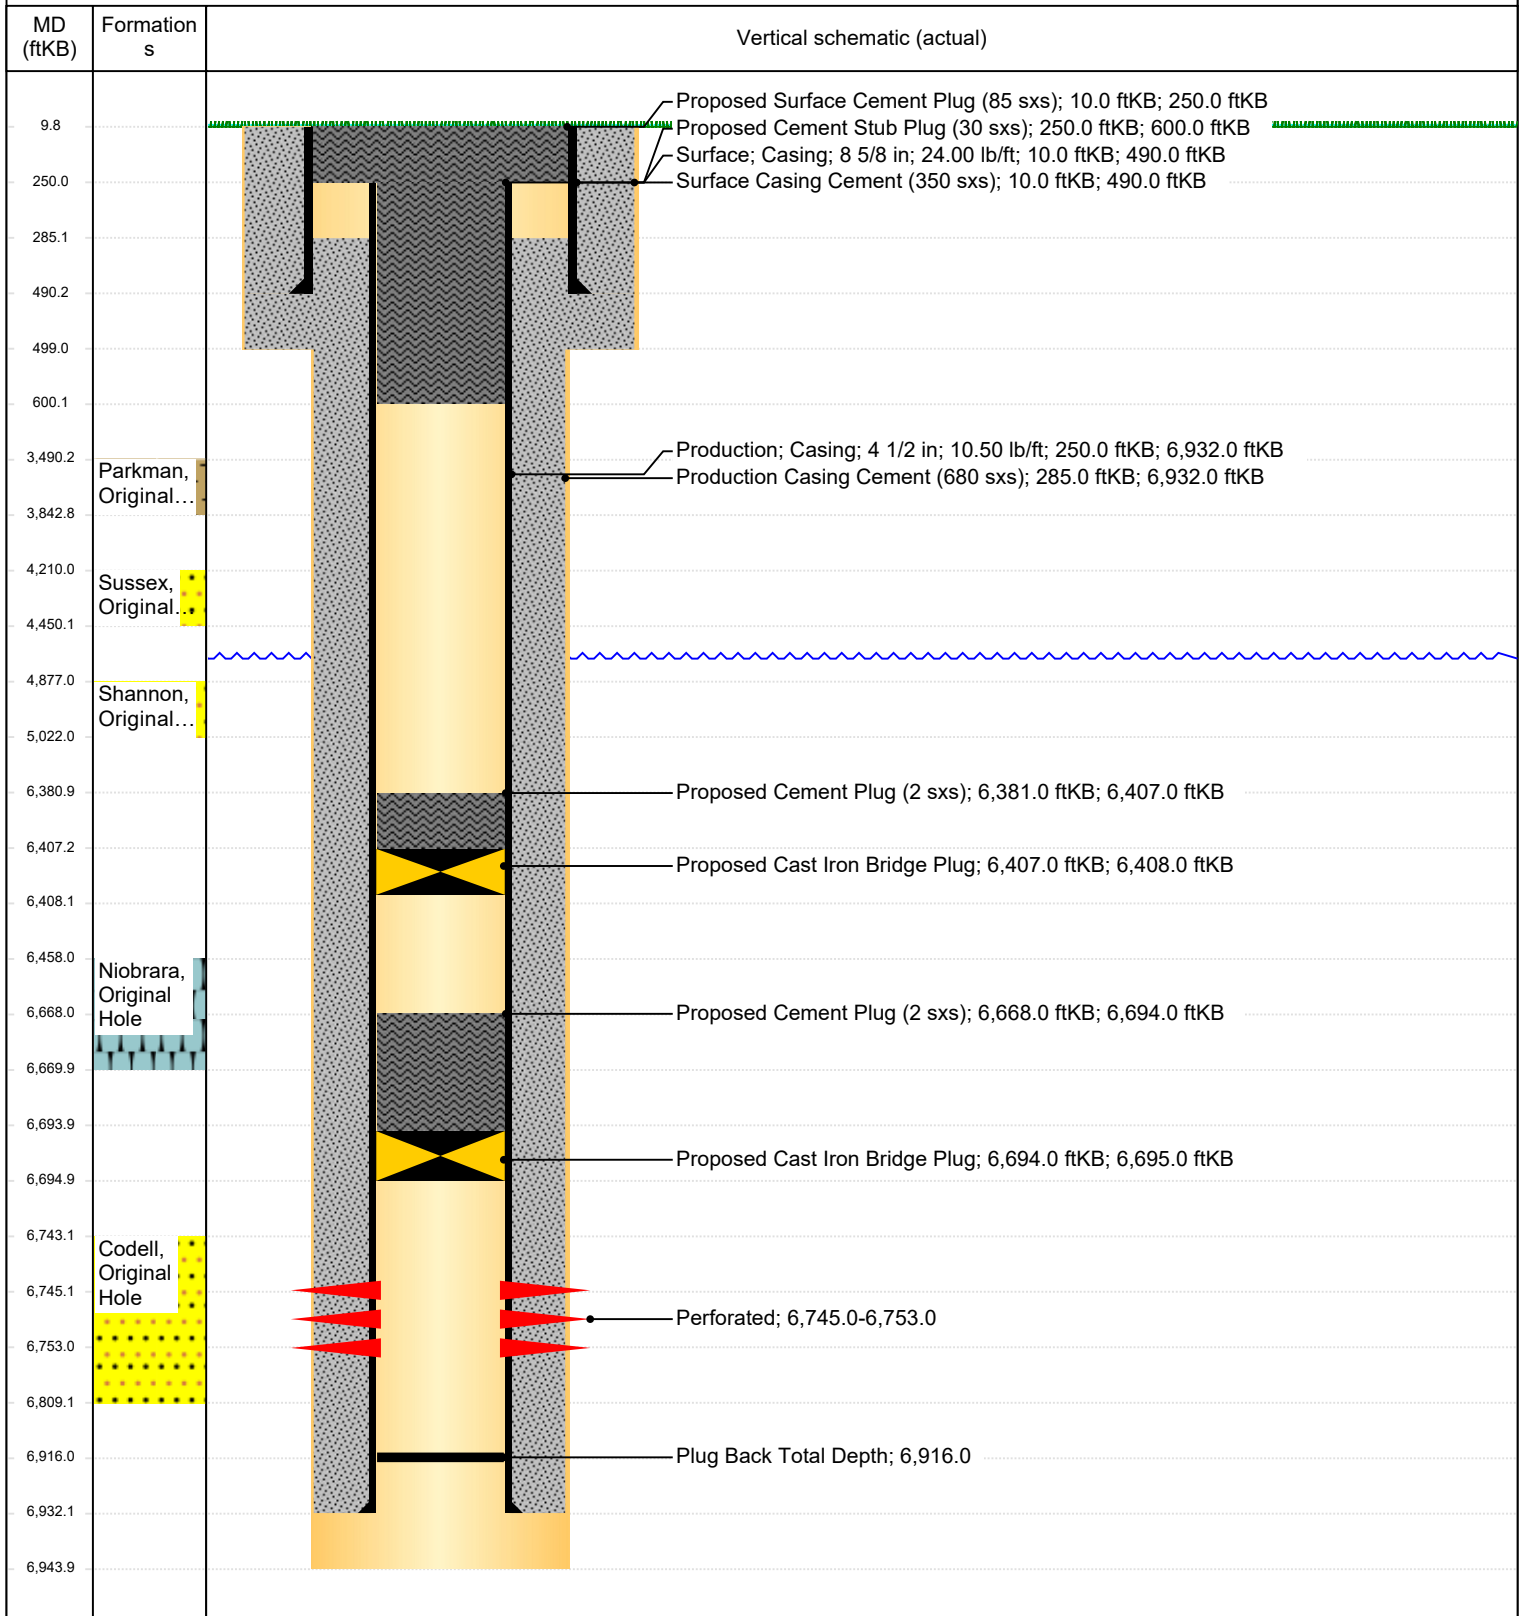 MD
(ftKB)
Formation
s
Vertical schematic (actual)
Proposed Surface Cement Plug (85 sxs); 10.0 ftKB; 250.0 ftKB
9.8
Proposed Cement Stub Plug (30 sxs); 250.0 ftKB; 600.0 ftKB
Surface; Casing; 8 5/8 in; 24.00 lb/ft; 10.0 ftKB; 490.0 ftKB
250.0
Surface Casing Cement (350 sxs); 10.0 ftKB; 490.0 ftKB
285.1
490.2
499.0
600.1
Production; Casing; 4 1/2 in; 10.50 lb/ft; 250.0 ftKB; 6,932.0 ftKB
3,490.2
Parkman,
Original...
Production Casing Cement (680 sxs); 285.0 ftKB; 6,932.0 ftKB
3,842.8
4,210.0
Sussex,
Original...
4,450.1
4,877.0
Shannon,
Original...
5,022.0
6,380.9
Proposed Cement Plug (2 sxs); 6,381.0 ftKB; 6,407.0 ftKB
6,407.2
Proposed Cast Iron Bridge Plug; 6,407.0 ftKB; 6,408.0 ftKB
6,408.1
6,458.0
Niobrara,
Original
Hole
6,668.0
Proposed Cement Plug (2 sxs); 6,668.0 ftKB; 6,694.0 ftKB
6,669.9
6,693.9
Proposed Cast Iron Bridge Plug; 6,694.0 ftKB; 6,695.0 ftKB
6,694.9
6,743.1
Codell,
Original
Hole
6,745.1
Perforated; 6,745.0-6,753.0
6,753.0
6,809.1
6,916.0
Plug Back Total Depth; 6,916.0
6,932.1
6,943.9